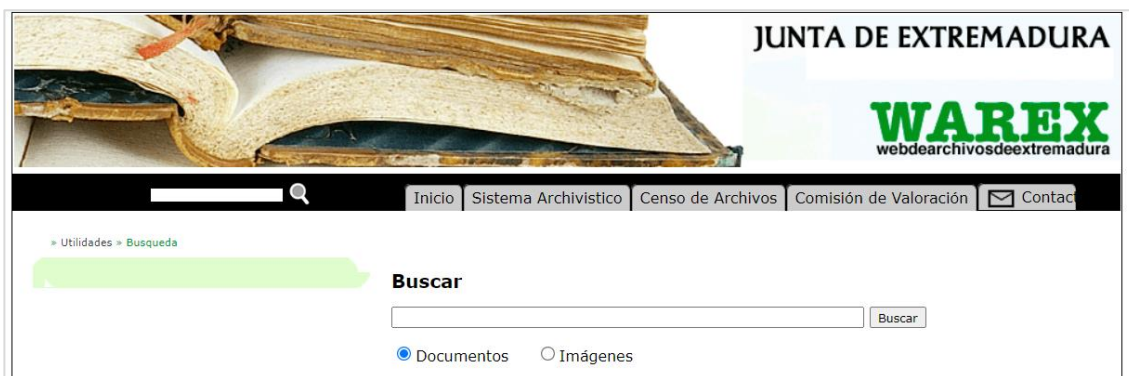 JUNTA DE EXTREMADURA
WAREX
webdearchivosdeextremadura
Inicio Sistema Archivistico Censo de Archivos Comisión de Valoración Contac
» Utilidades » Busqueda
Buscar
Buscar
Documentos Imágenes